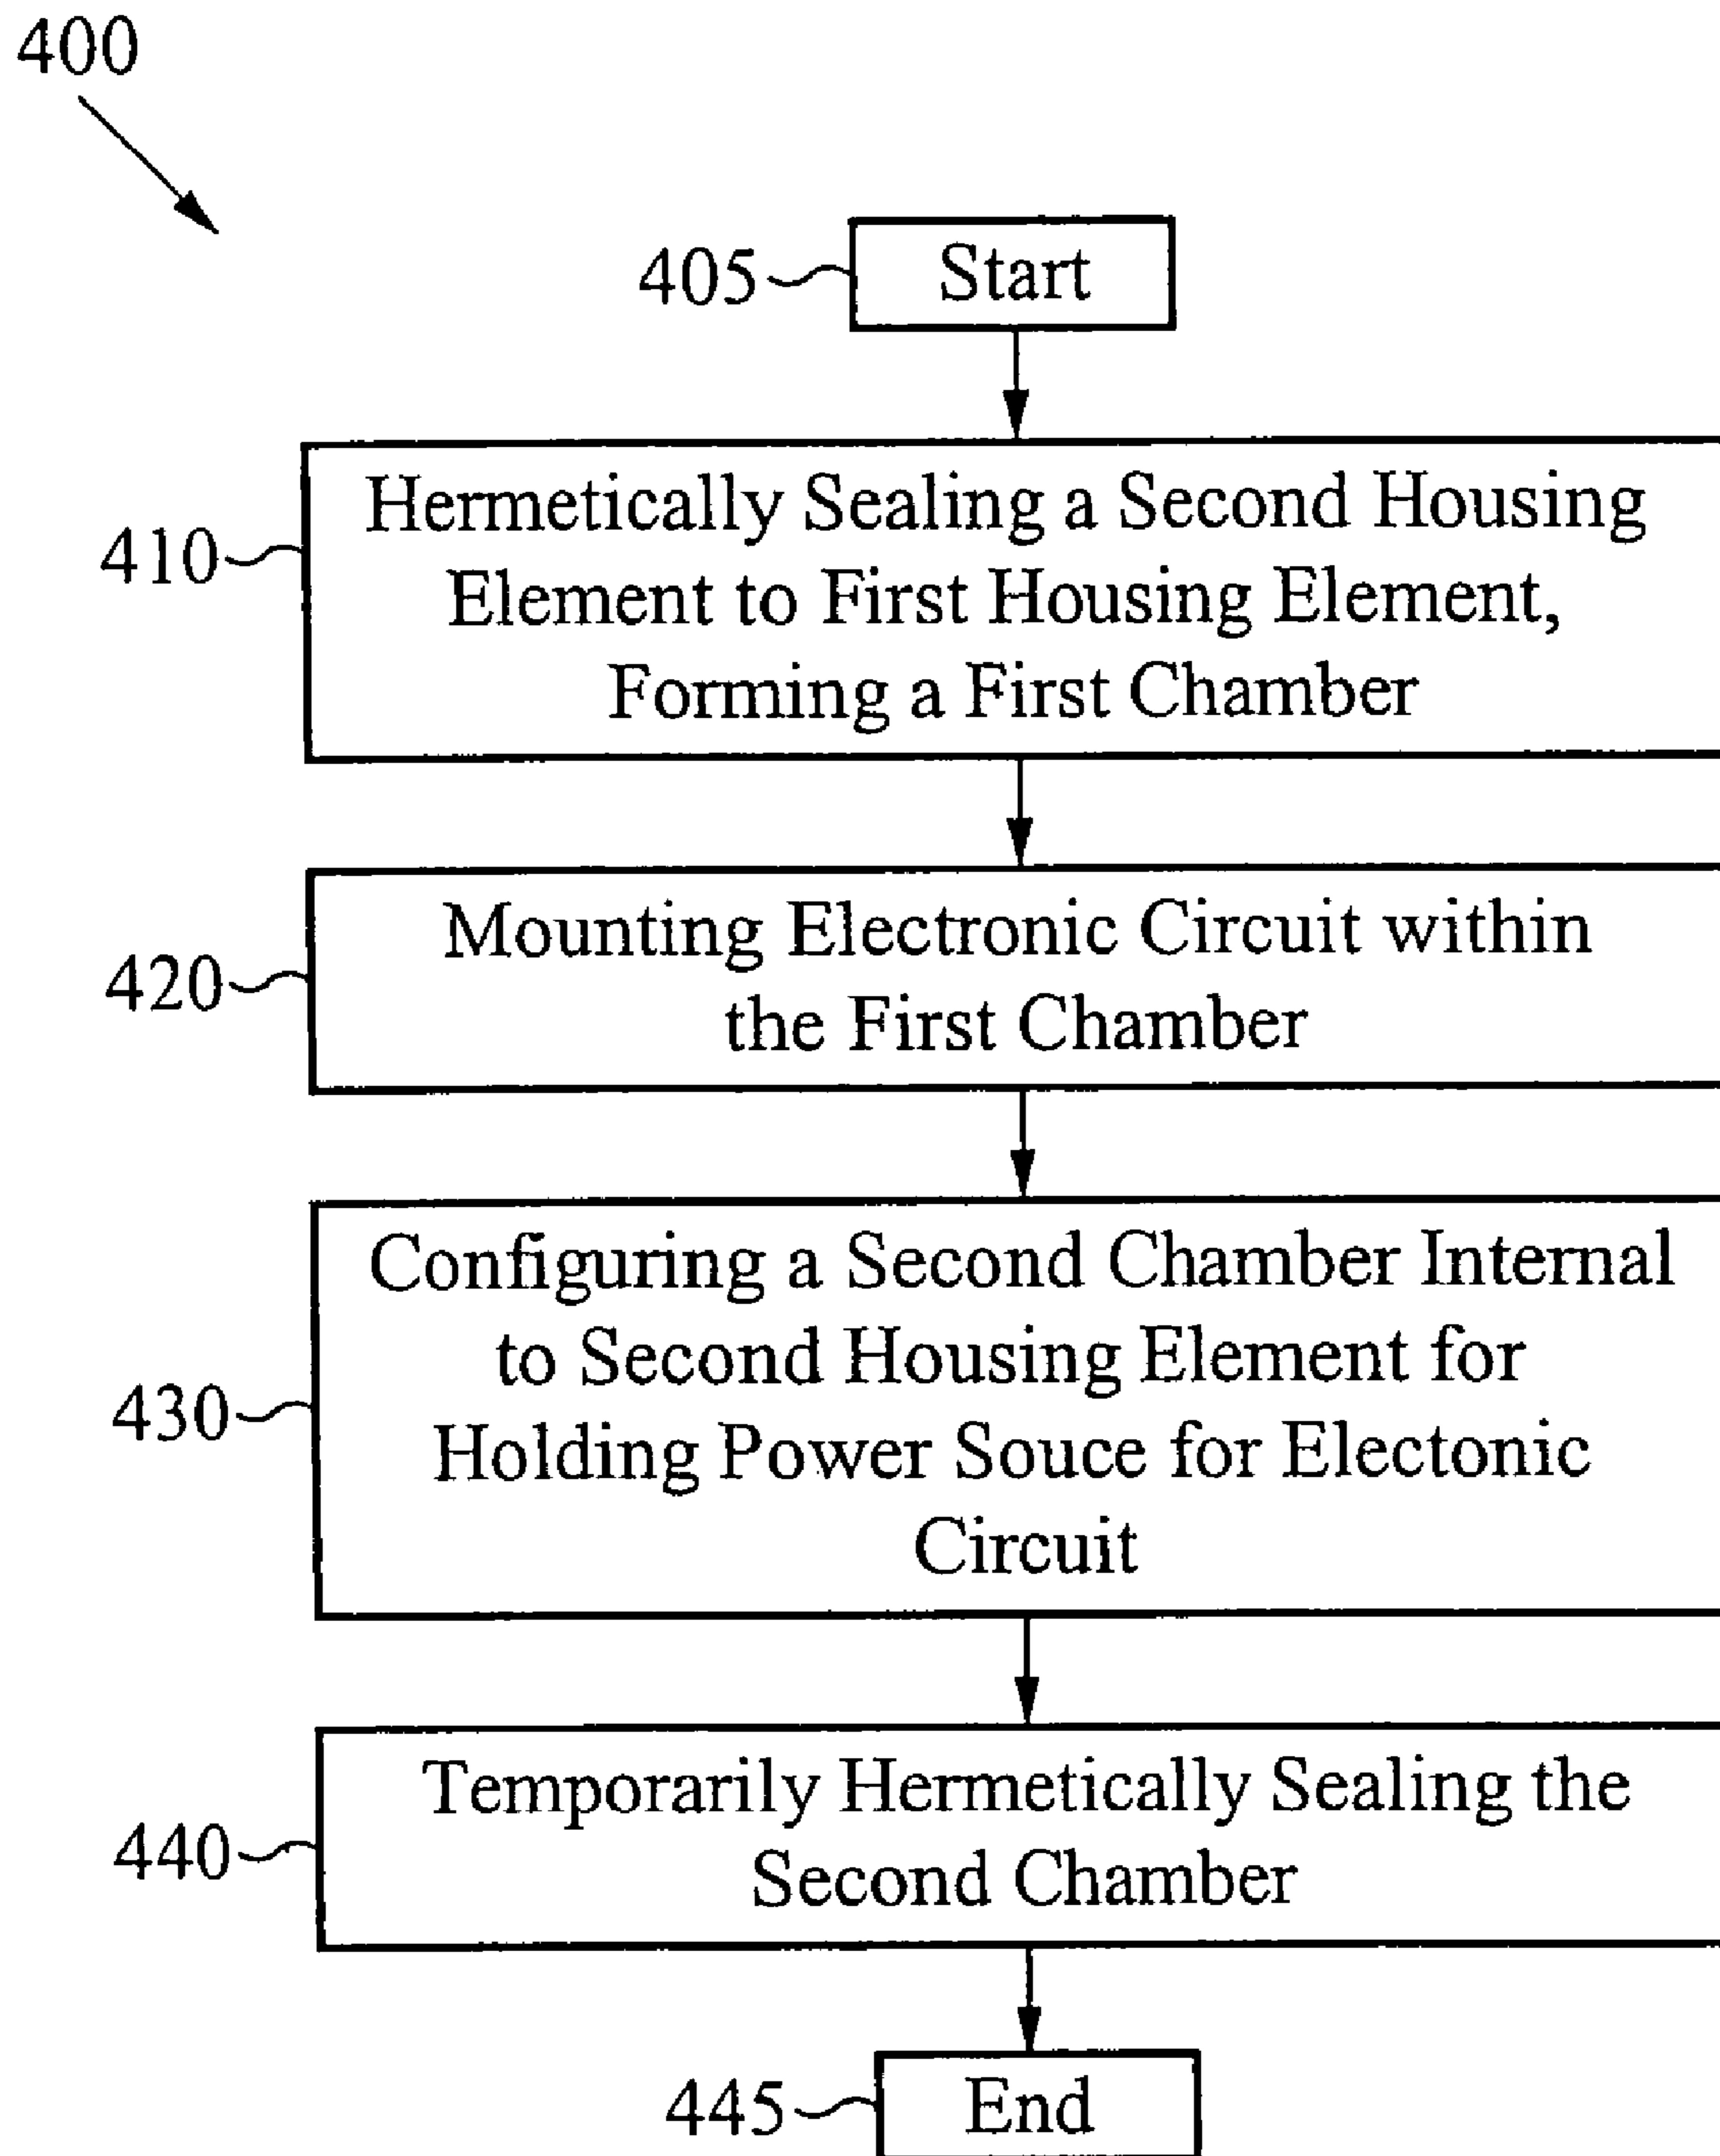 400
405
Start
410
Hermetically Sealing a Second Housing
Element to First Housing Element,
Forming a First Chamber
420
Mounting Electronic Circuit within
the First Chamber
430
Configuring a Second Chamber Internal
to Second Housing Element for
Holding Power Souce for Electonic
Circuit
440
Temporarily Hermetically Sealing the
Second Chamber
445
End